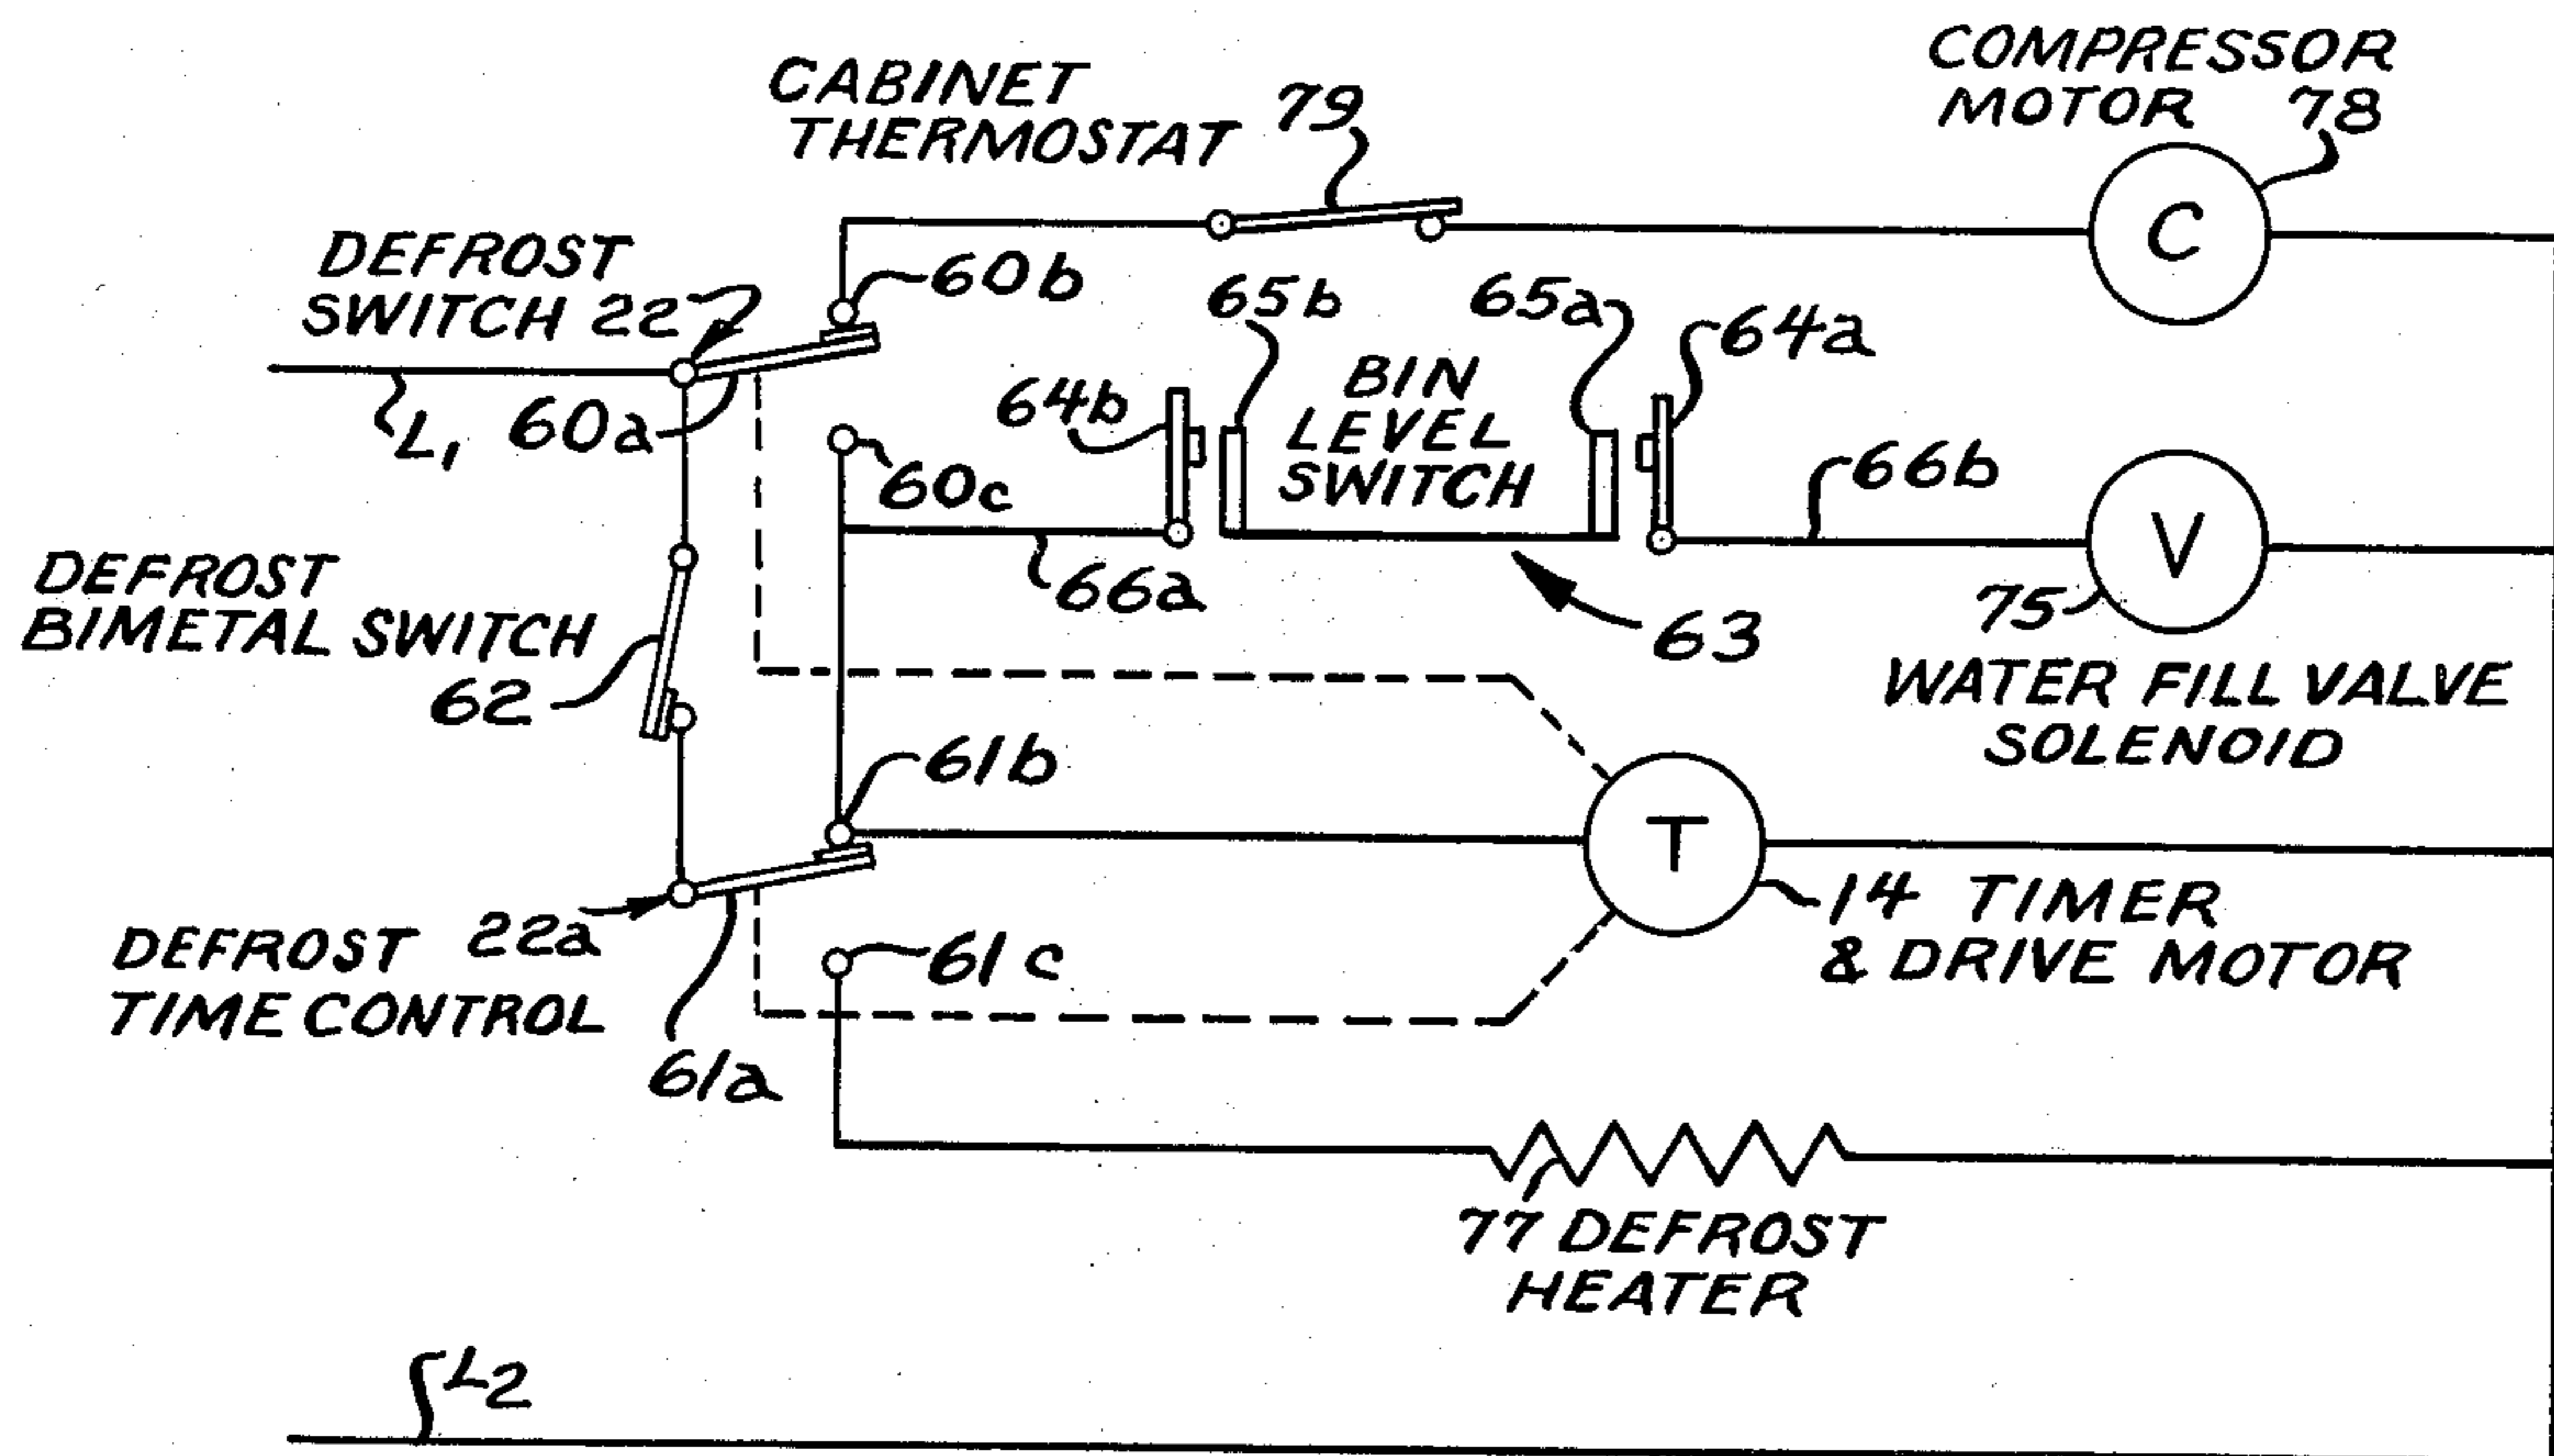 COMPRESSOR
MOTOR 78
CABINET
THERMOSTAT 79
C
DEFROST
SWITCH 22
60b
65b
65a
64a
L1
60a
64b
BIN
LEVEL
SWITCH
60c
66b
V
66a
75
63
DEFROST
BIMETAL SWITCH
62
WATER FILL VALVE
SOLENOID
61b
T
14 TIMER
& DRIVE MOTOR
DEFROST 22a
TIME CONTROL
61c
61a
77 DEFROST
HEATER
L2